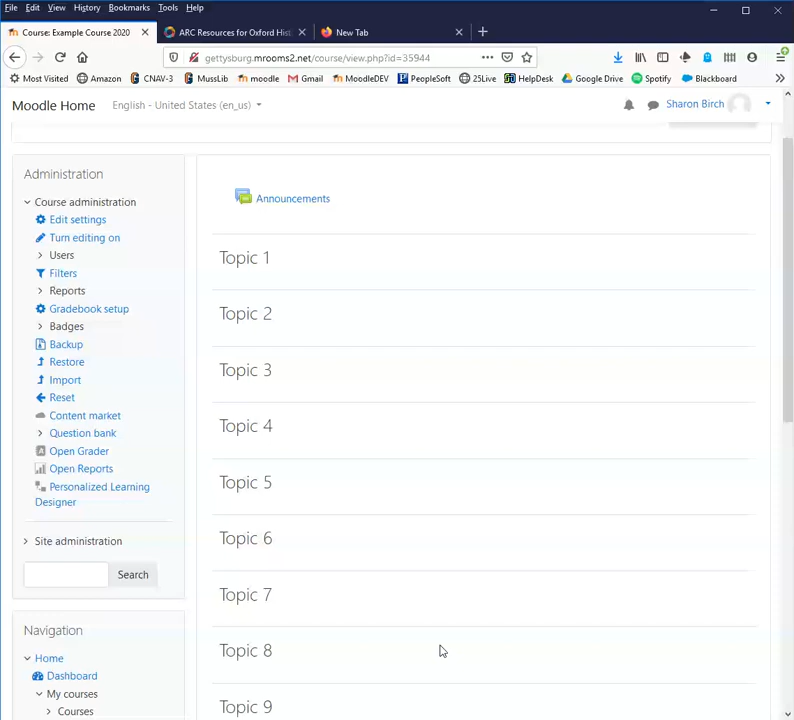 File Edit View History Bookmarks Tools Help
Course: Example Course 2020
ARC Resources for Oxford Hist
New Tab
gettysburg.mrooms2.net/course/view.php?id=35944
Most Visited Amazon CNAV-3 MussLib moodle Gmail MoodleDEV PeopleSoft 25Live HelpDesk Google Drive Spotify Blackboard
Moodle Home English - United States (en_us) Sharon Birch
Administration
Course administration
Edit settings
Turn editing on
Users
Filters
Reports
Gradebook setup
Badges
Backup
Restore
Import
Reset
Content market
Question bank
Open Grader
Open Reports
Personalized Learning
Designer
Site administration
Search
Navigation
Home
Dashboard
My courses
Courses
Announcements
Topic 1
Topic 2
Topic 3
Topic 4
Topic 5
Topic 6
Topic 7
Topic 8
Topic 9